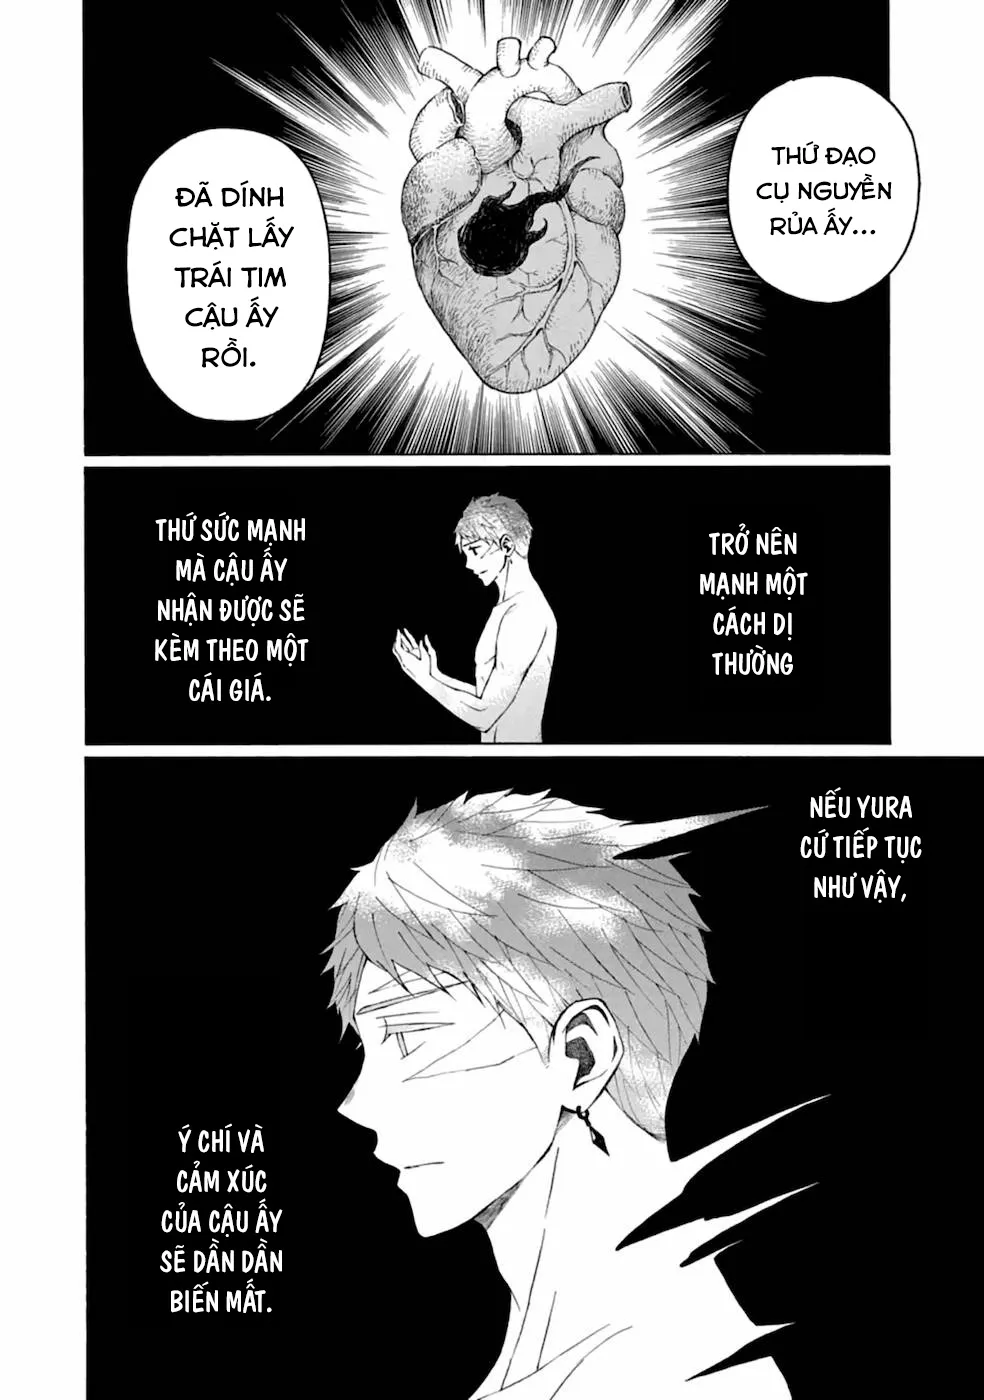 THỨ ĐẠO
CỤ NGUYỀN
RỦA ẤY...
ĐÃ DÍNH
CHẶT LẤY
TRÁI TIM
CẬU ẤY
RỒI.
TRỞ NÊN
MẠNH MỘT
CÁCH DỊ
THƯỜNG
THỨ SỨC MẠNH
MÀ CẬU ẤY
NHẬN ĐƯỢC SẼ
KÈM THEO MỘT
CÁI GIÁ.
NẾU YURA
CỨ TIẾP TỤC
NHƯ VẬY,
Ý CHÍ VÀ
CẢM XÚC
CỦA CẬU ẤY
SẼ DẦN DẦN
BIẾN MẤT.